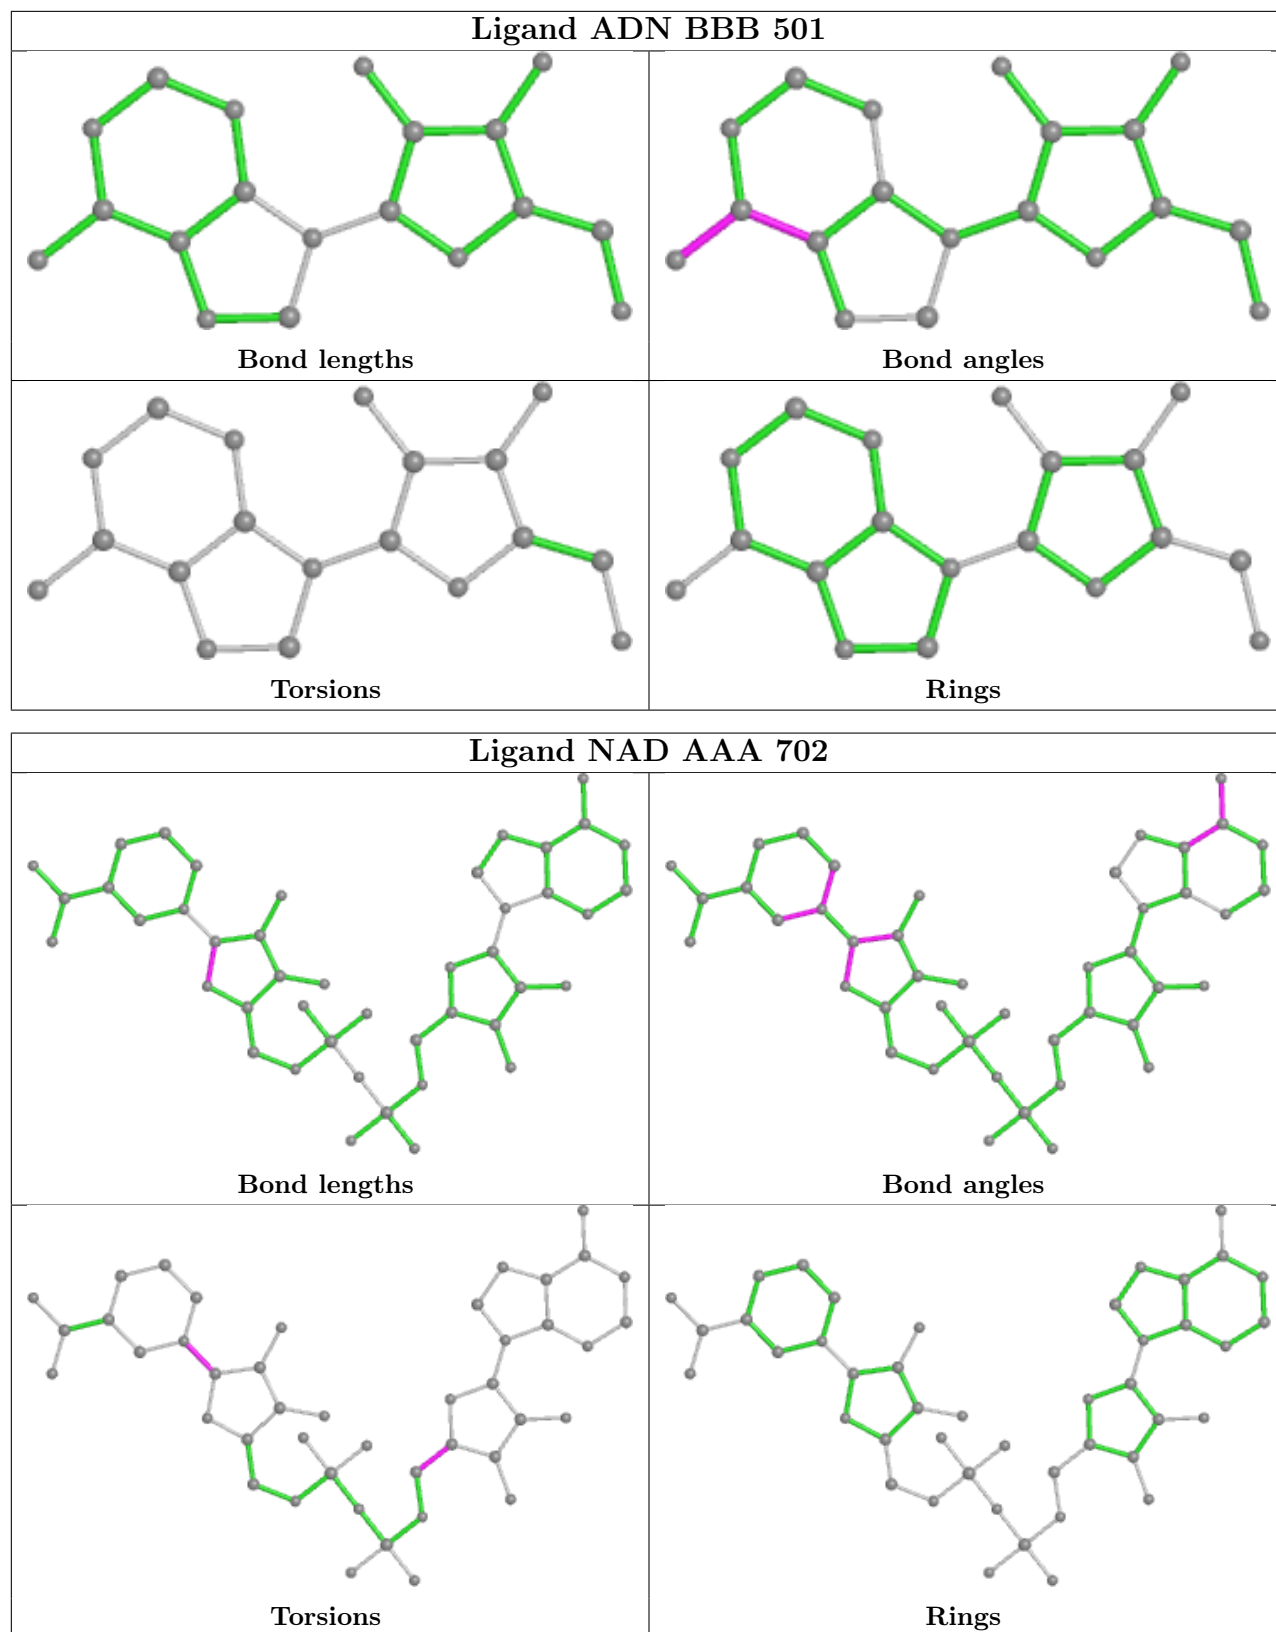 Ligand ADN BBB 501
Bond lengths
Bond angles
Torsions
Rings
Ligand NAD AAA 702
Bond lengths
Bond angles
Torsions
Rings